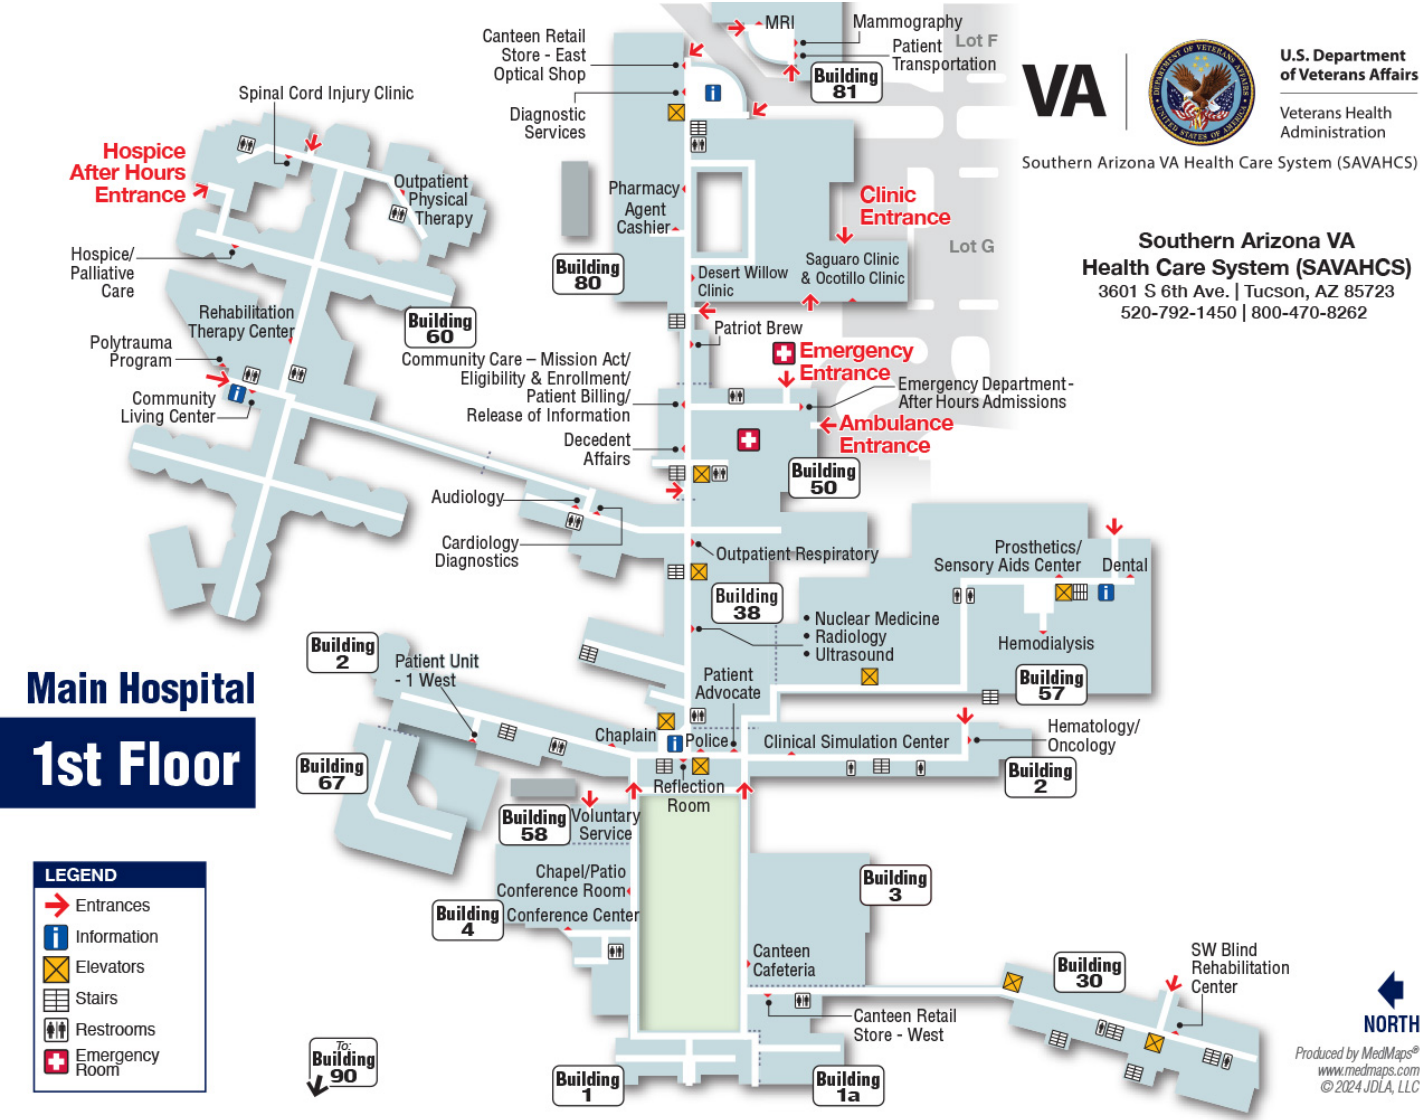 Canteen Retail
Store - East
Optical Shop
Diagnostic
Services
MRI
Mammography
Patient
Transportation
Lot F
Building
81
VA
DEPARTMENT OF VETERANS AFFAIRS
UNITED STATES OF AMERICA
U.S. Department
of Veterans Affairs
Veterans Health
Administration
Southern Arizona VA Health Care System (SAVAHCS)
Southern Arizona VA
Health Care System (SAVAHCS)
3601 S 6th Ave. | Tucson, AZ 85723
520-792-1450 | 800-470-8262
Spinal Cord Injury Clinic
Hospice
After Hours
Entrance
Outpatient
Physical
Therapy
Hospice/
Palliative
Care
Rehabilitation
Therapy Center
Polytrauma
Program
Community
Living Center
Building
60
Pharmacy
Agent
Cashier
Building
80
Clinic
Entrance
Lot G
Saguaro Clinic
& Ocotillo Clinic
Desert Willow
Clinic
Patriot Brew
Community Care – Mission Act/
Eligibility & Enrollment/
Patient Billing/
Release of Information
Decedent
Affairs
Emergency
Entrance
Emergency Department-
After Hours Admissions
Ambulance
Entrance
Building
50
Audiology
Cardiology
Diagnostics
Outpatient Respiratory
Building
38
• Nuclear Medicine
• Radiology
• Ultrasound
Prosthetics/
Sensory Aids Center
Dental
Hemodialysis
Building
57
Building
2
Patient Unit
- 1 West
Patient
Advocate
Main Hospital
1st Floor
Building
67
Chaplain
Police
Clinical Simulation Center
Hematology/
Oncology
Building
2
Reflection
Room
Building
58
Voluntary
Service
Chapel/Patio
Conference Room
Building
4
Conference Center
Building
3
Canteen
Cafeteria
Canteen Retail
Store - West
Building
30
SW Blind
Rehabilitation
Center
LEGEND
Entrances
Information
Elevators
Stairs
Restrooms
Emergency
Room
To:
Building
90
Building
1
Building
1a
NORTH
Produced by MedMaps®
www.medmaps.com
© 2024 JDLA, LLC